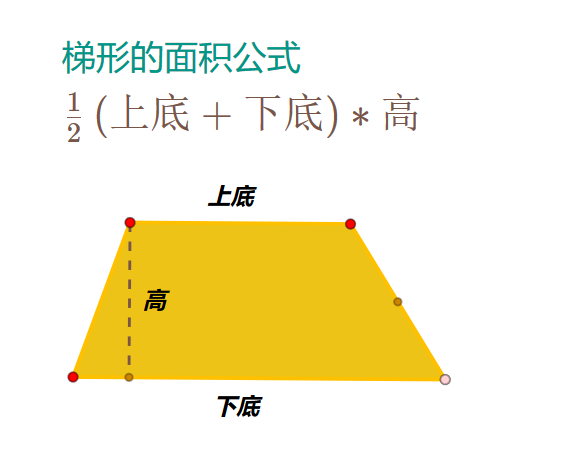 梯形的面积公式
1/2 (上底 + 下底) * 高
上底
高
下底